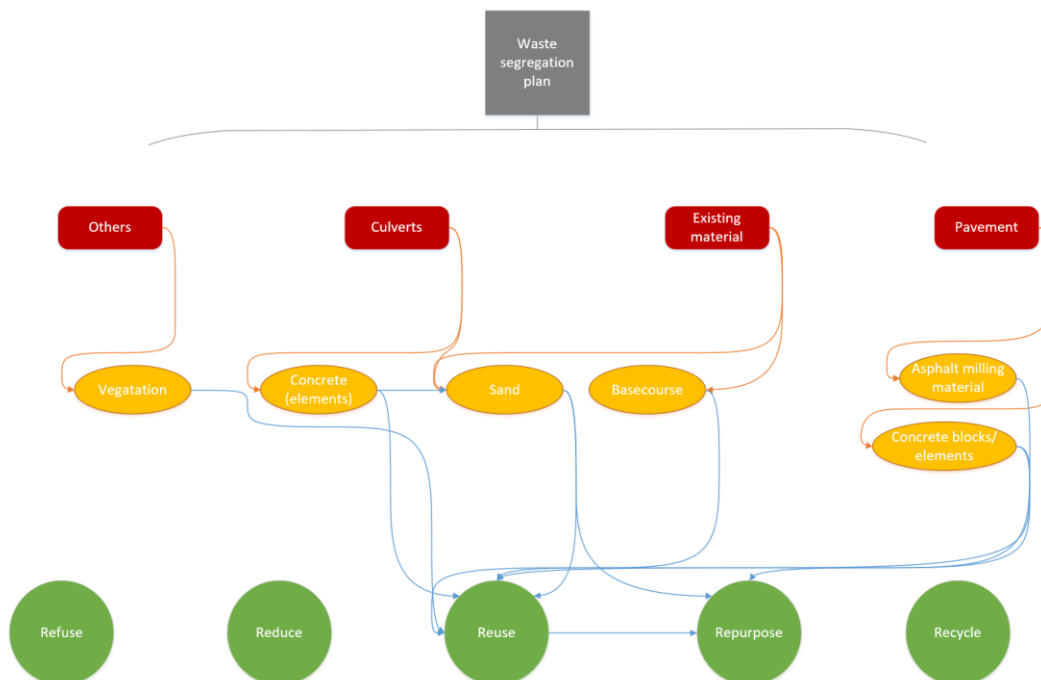 Waste
segregation
plan
Others
Culverts
Existing
material
Pavement
Vegatation
Concrete
(elements)
Sand
Basecourse
Asphalt milling
material
Concrete blocks/
elements
Refuse
Reduce
Reuse
Repurpose
Recycle